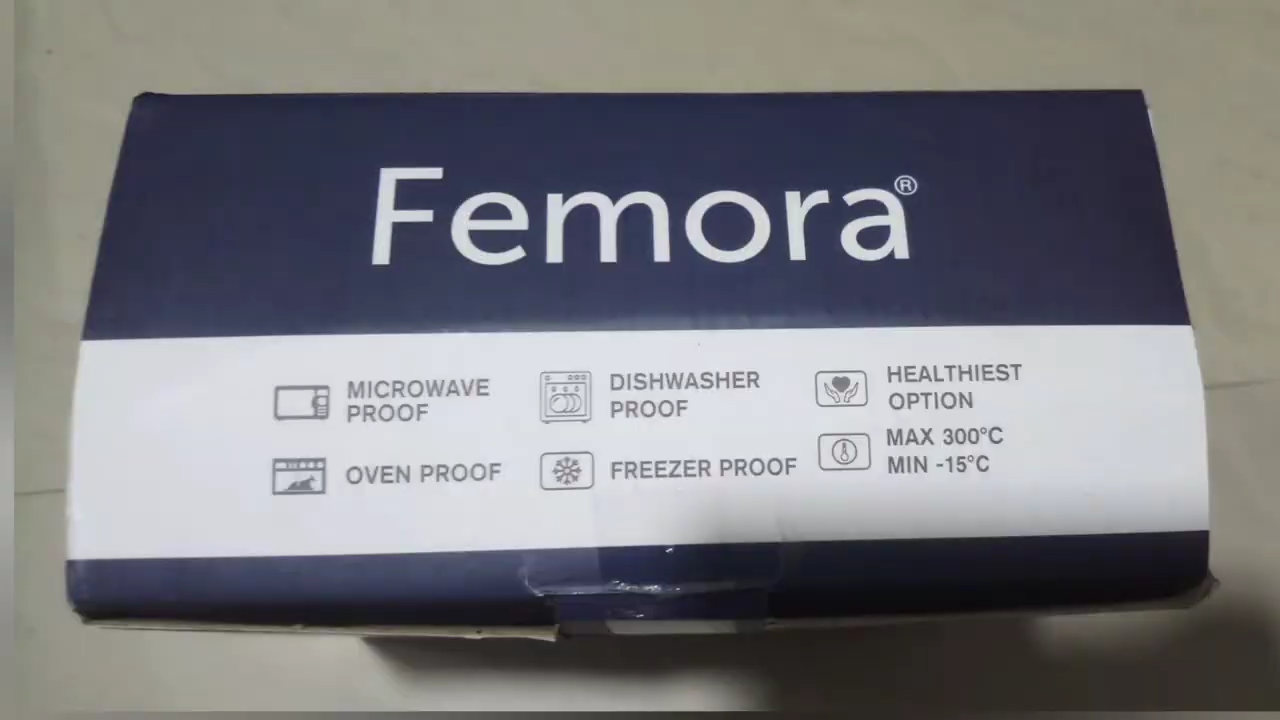 Femora®
MICROWAVE
PROOF
DISHWASHER
PROOF
HEALTHIEST
OPTION
OVEN PROOF
FREEZER PROOF
MAX 300°C
MIN -15°C